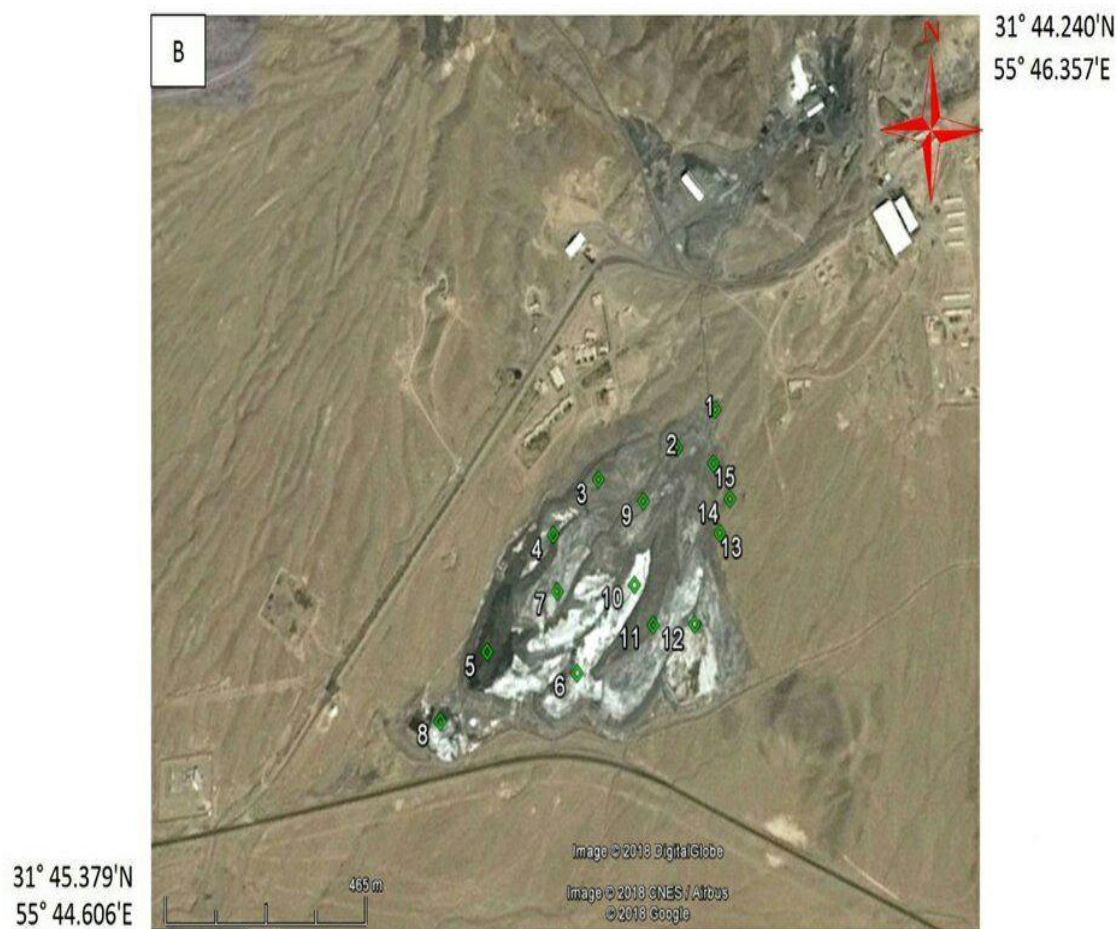 B
N
31° 44.240'N
55° 46.357'E
1
2
15
3
14
9
13
4
7
10
11
12
5
6
8
31° 45.379'N
55° 44.606'E
465 m
Image © 2018 DigitalGlobe
Image © 2018 CNES / Airbus
© 2018 Google